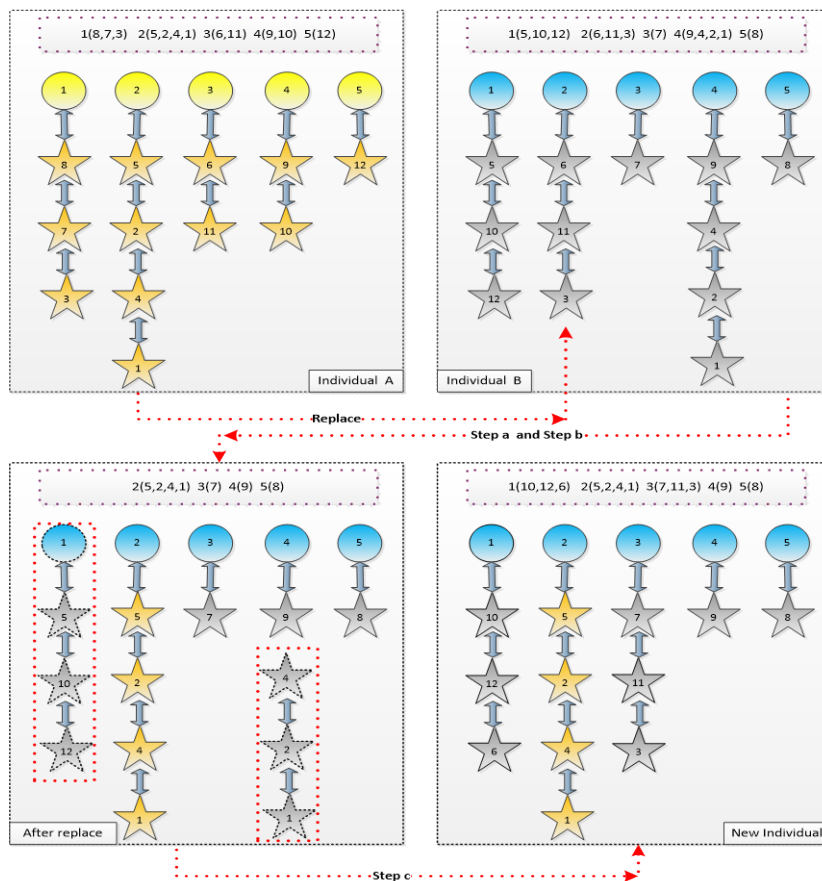 1(8,7,3) 2(5,2,4,1) 3(6,11) 4(9,10) 5(12)
1 2 3 4 5
8 5 6 9 12
7 2 11 10
3 4
1
Individual A
1(5,10,12) 2(6,11,3) 3(7) 4(9,4,2,1) 5(8)
1 2 3 4 5
5 6 7 9 8
10 11 4
12 3 2
1
Individual B
Replace
Step a and Step b
2(5,2,4,1) 3(7) 4(9) 5(8)
1 2 3 4 5
5 5 7 9 8
10 2 4
12 4 2
1 1
After replace
1(10,12,6) 2(5,2,4,1) 3(7,11,3) 4(9) 5(8)
1 2 3 4 5
10 5 7 9 8
12 2 11
6 4 3
1
New Individual
Step c